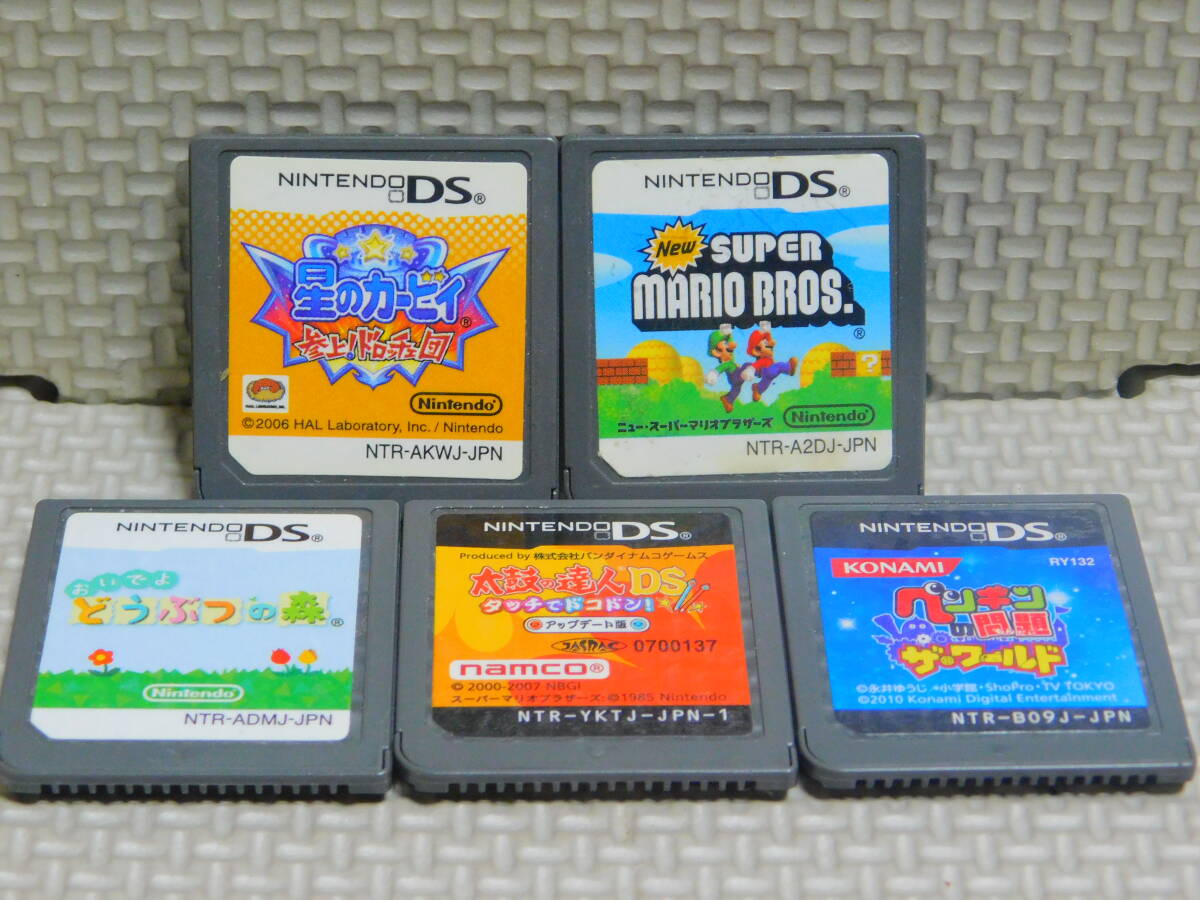 NINTENDO DS®
星のカービィ®
参上!ドロッチェ団
HAL LABORATORY, INC.
Nintendo®
©2006 HAL Laboratory, Inc. / Nintendo
NTR-AKWJ-JPN
NINTENDO DS®
New SUPER
MARIO BROS.®
?
ニュー・スーパーマリオブラザーズ
Nintendo®
NTR-A2DJ-JPN
NINTENDO DS®
おいでよ
どうぶつの森®
Nintendo®
NTR-ADMJ-JPN
NINTENDO DS®
Produced by 株式会社バンダイナムコゲームス
太鼓の達人DS
タッチでドコドン!
アップデート版
JASRAC 0700137
namco®
© 2000-2007 NBGI
スーパーマリオブラザーズ:©1985 Nintendo
NTR-YKTJ-JPN-1
NINTENDO DS®
KONAMI
RY132
ペンギンの問題
ザ・ワールド
©永井ゆうじ・小学館・ShoPro・TV TOKYO
©2010 Konami Digital Entertainment
NTR-B09J-JPN